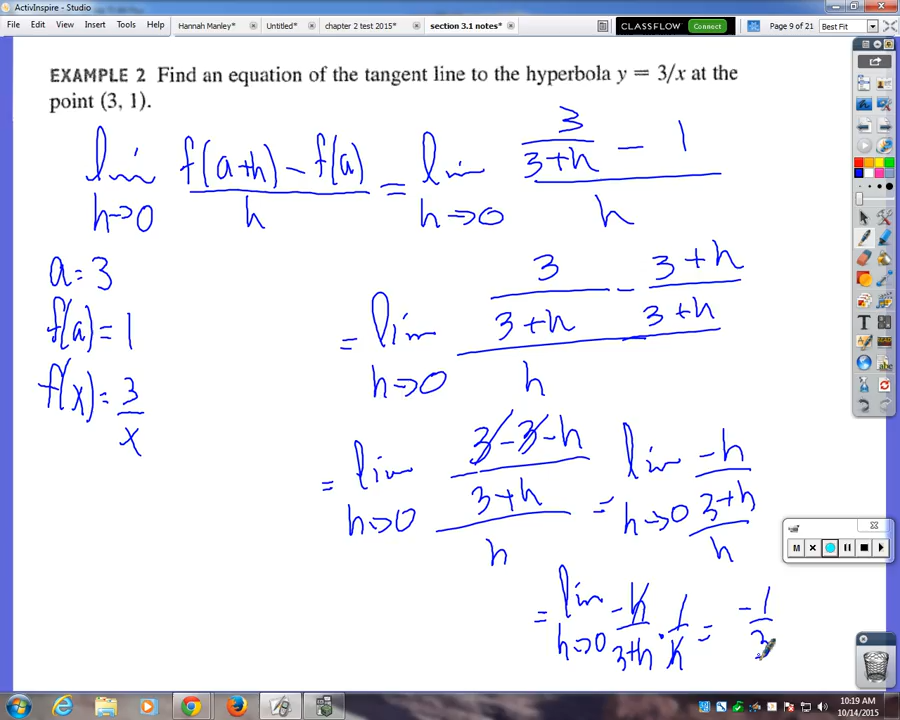 ActivInspire - Studio
File Edit View Insert Tools Help Hannah Manley* Untitled* chapter 2 test 2015* section 3.1 notes* CLASSFLOW Connect Page 9 of 21 Best Fit
EXAMPLE 2 Find an equation of the tangent line to the hyperbola y = 3/x at the
point (3, 1).
lim h→0 (f(a+h) - f(a))/h = lim h→0 (3/(3+h) - 1)/h
a = 3
f(a) = 1
f(x) = 3/x
= lim h→0 (3/(3+h) - (3+h)/(3+h))/h
= lim h→0 ((3-3-h)/(3+h))/h = lim h→0 (-h/(3+h))/h
= lim h→0 -h/(3+h) · 1/h = -1/3
M
10:19 AM
10/14/2015